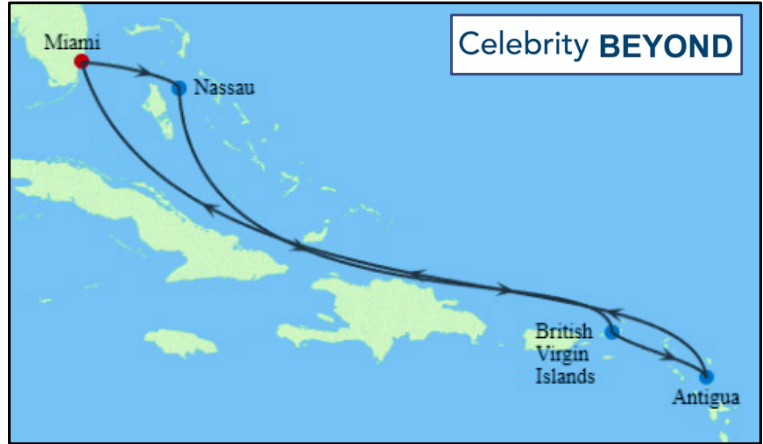 Celebrity BEYOND
Miami
Nassau
British
Virgin
Islands
Antigua